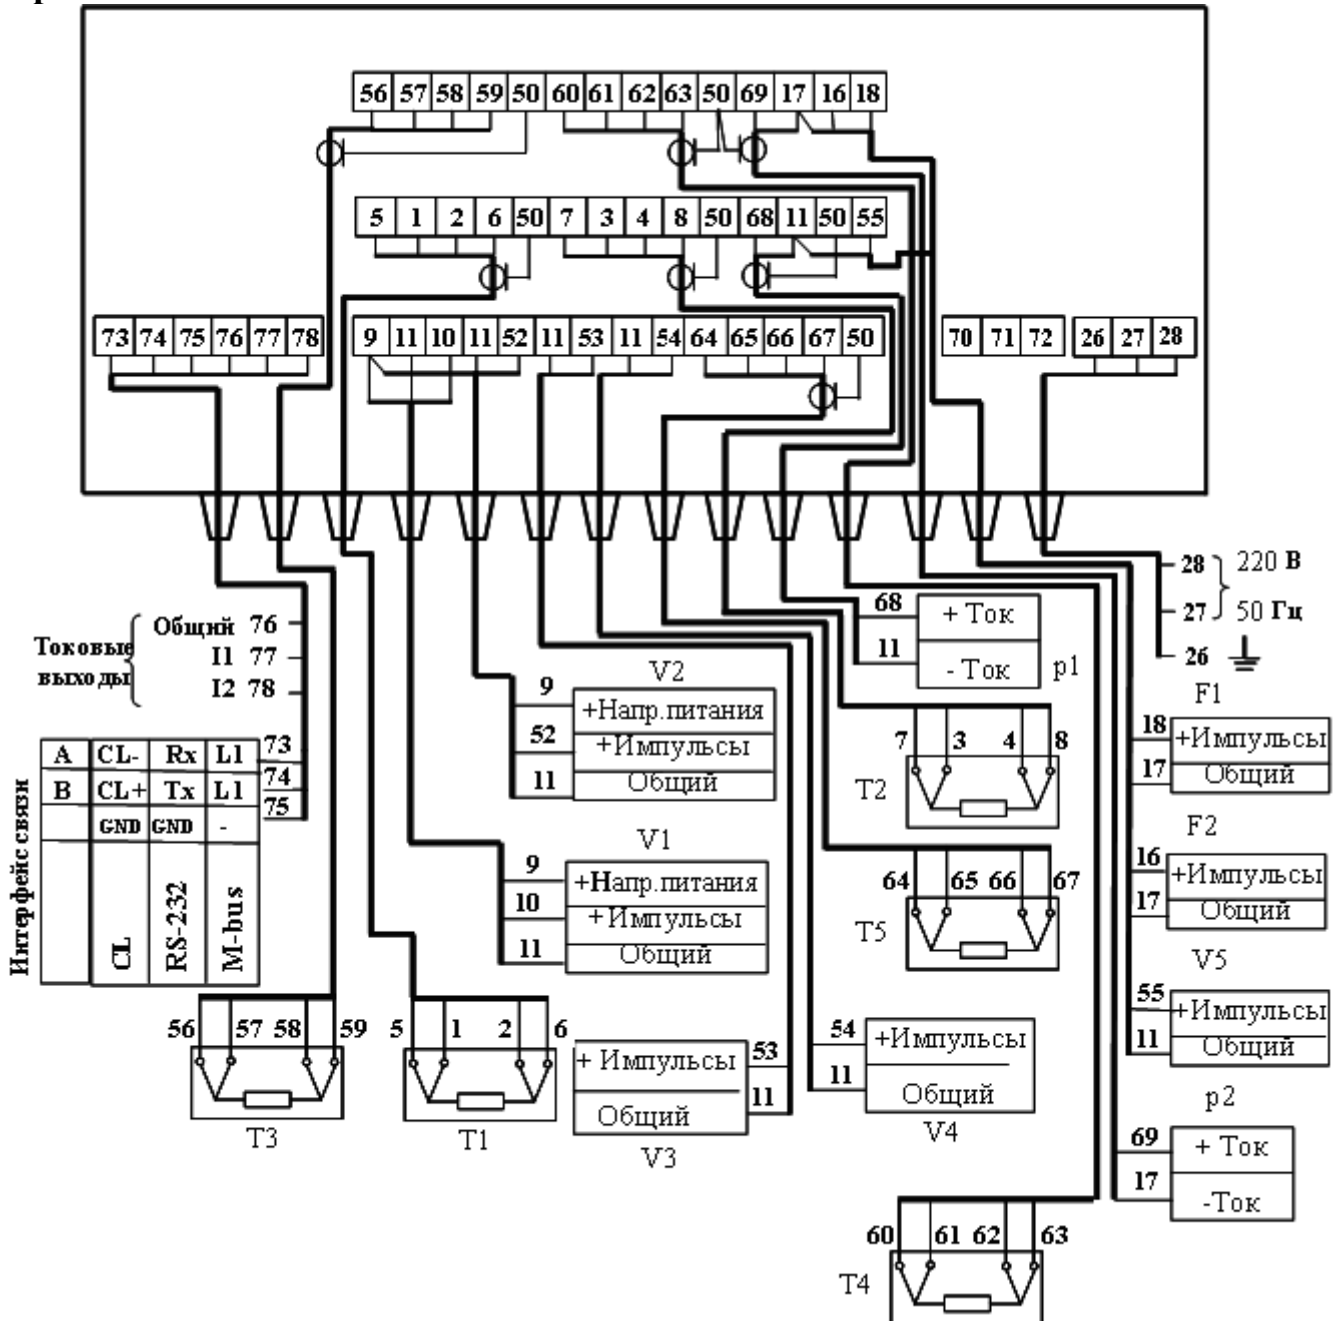 56 57 58 59 50 60 61 62 63 50 69 17 16 18
5 1 2 6 50 7 3 4 8 50 68 11 50 55
73 74 75 76 77 78 9 11 10 11 52 11 53 11 54 64 65 66 67 50 70 71 72 26 27 28
28 220 В
27 50 Гц
26
Токовые выходы
Общий 76
I1 77
I2 78
68 + Ток
11 - Ток
p1
V2
9 +Напр.питания
52 +Импульсы
11 Общий
F1
18 +Импульсы
17 Общий
7 3 4 8
T2
Интерфейс связи
A CL- Rx L1 73
B CL+ Tx L1 74
GND GND - 75
CL RS-232 M-bus
V1
9 +Напр.питания
10 +Импульсы
11 Общий
F2
16 +Импульсы
17 Общий
64 65 66 67
T5
V5
55 +Импульсы
11 Общий
56 57 58 59
T3
5 1 2 6
T1
+ Импульсы 53
Общий 11
V3
54 +Импульсы
11 Общий
V4
p2
69 + Ток
17 -Ток
60 61 62 63
T4